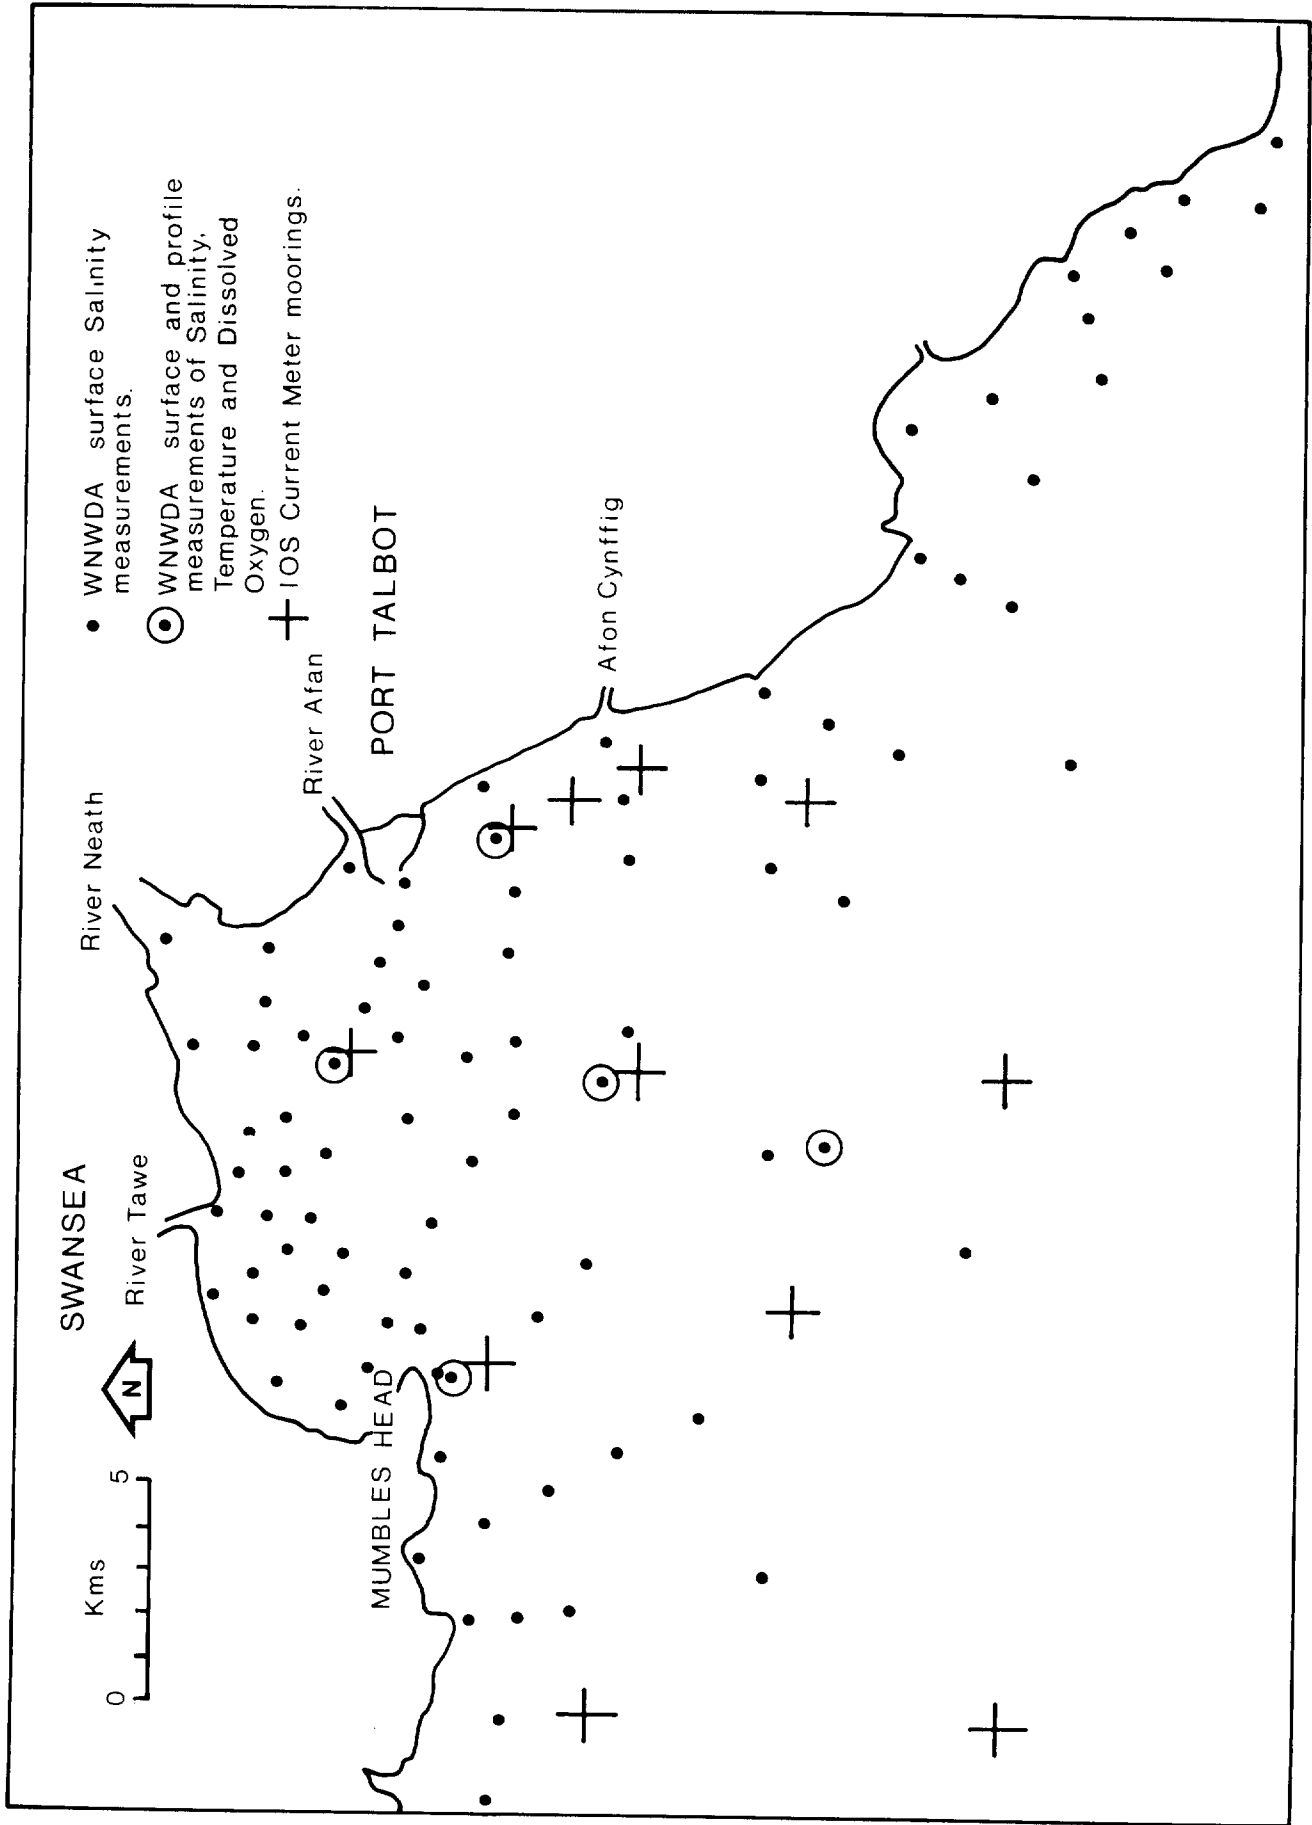 SWANSEA
River Tawe
River Neath
River Afan
PORT TALBOT
Afon Cynffig
MUMBLES HEAD
Kms
0 5
N
WNWDA surface Salinity
measurements.
WNWDA surface and profile
measurements of Salinity,
Temperature and Dissolved
Oxygen.
IOS Current Meter moorings.